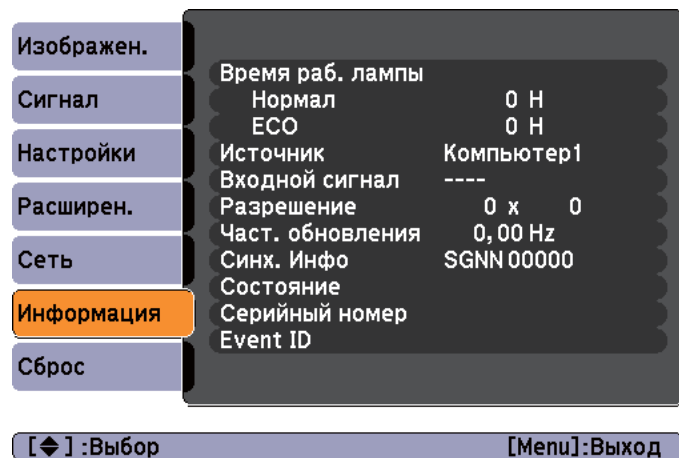 Изображен.
Сигнал
Настройки
Расширен.
Сеть
Информация
Сброс
Время раб. лампы
Нормал 0 H
ECO 0 H
Источник Компьютер1
Входной сигнал ----
Разрешение 0 x 0
Част. обновления 0,00 Hz
Синх. Инфо SGNN 00000
Состояние
Серийный номер
Event ID
[◆] :Выбор [Menu]:Выход